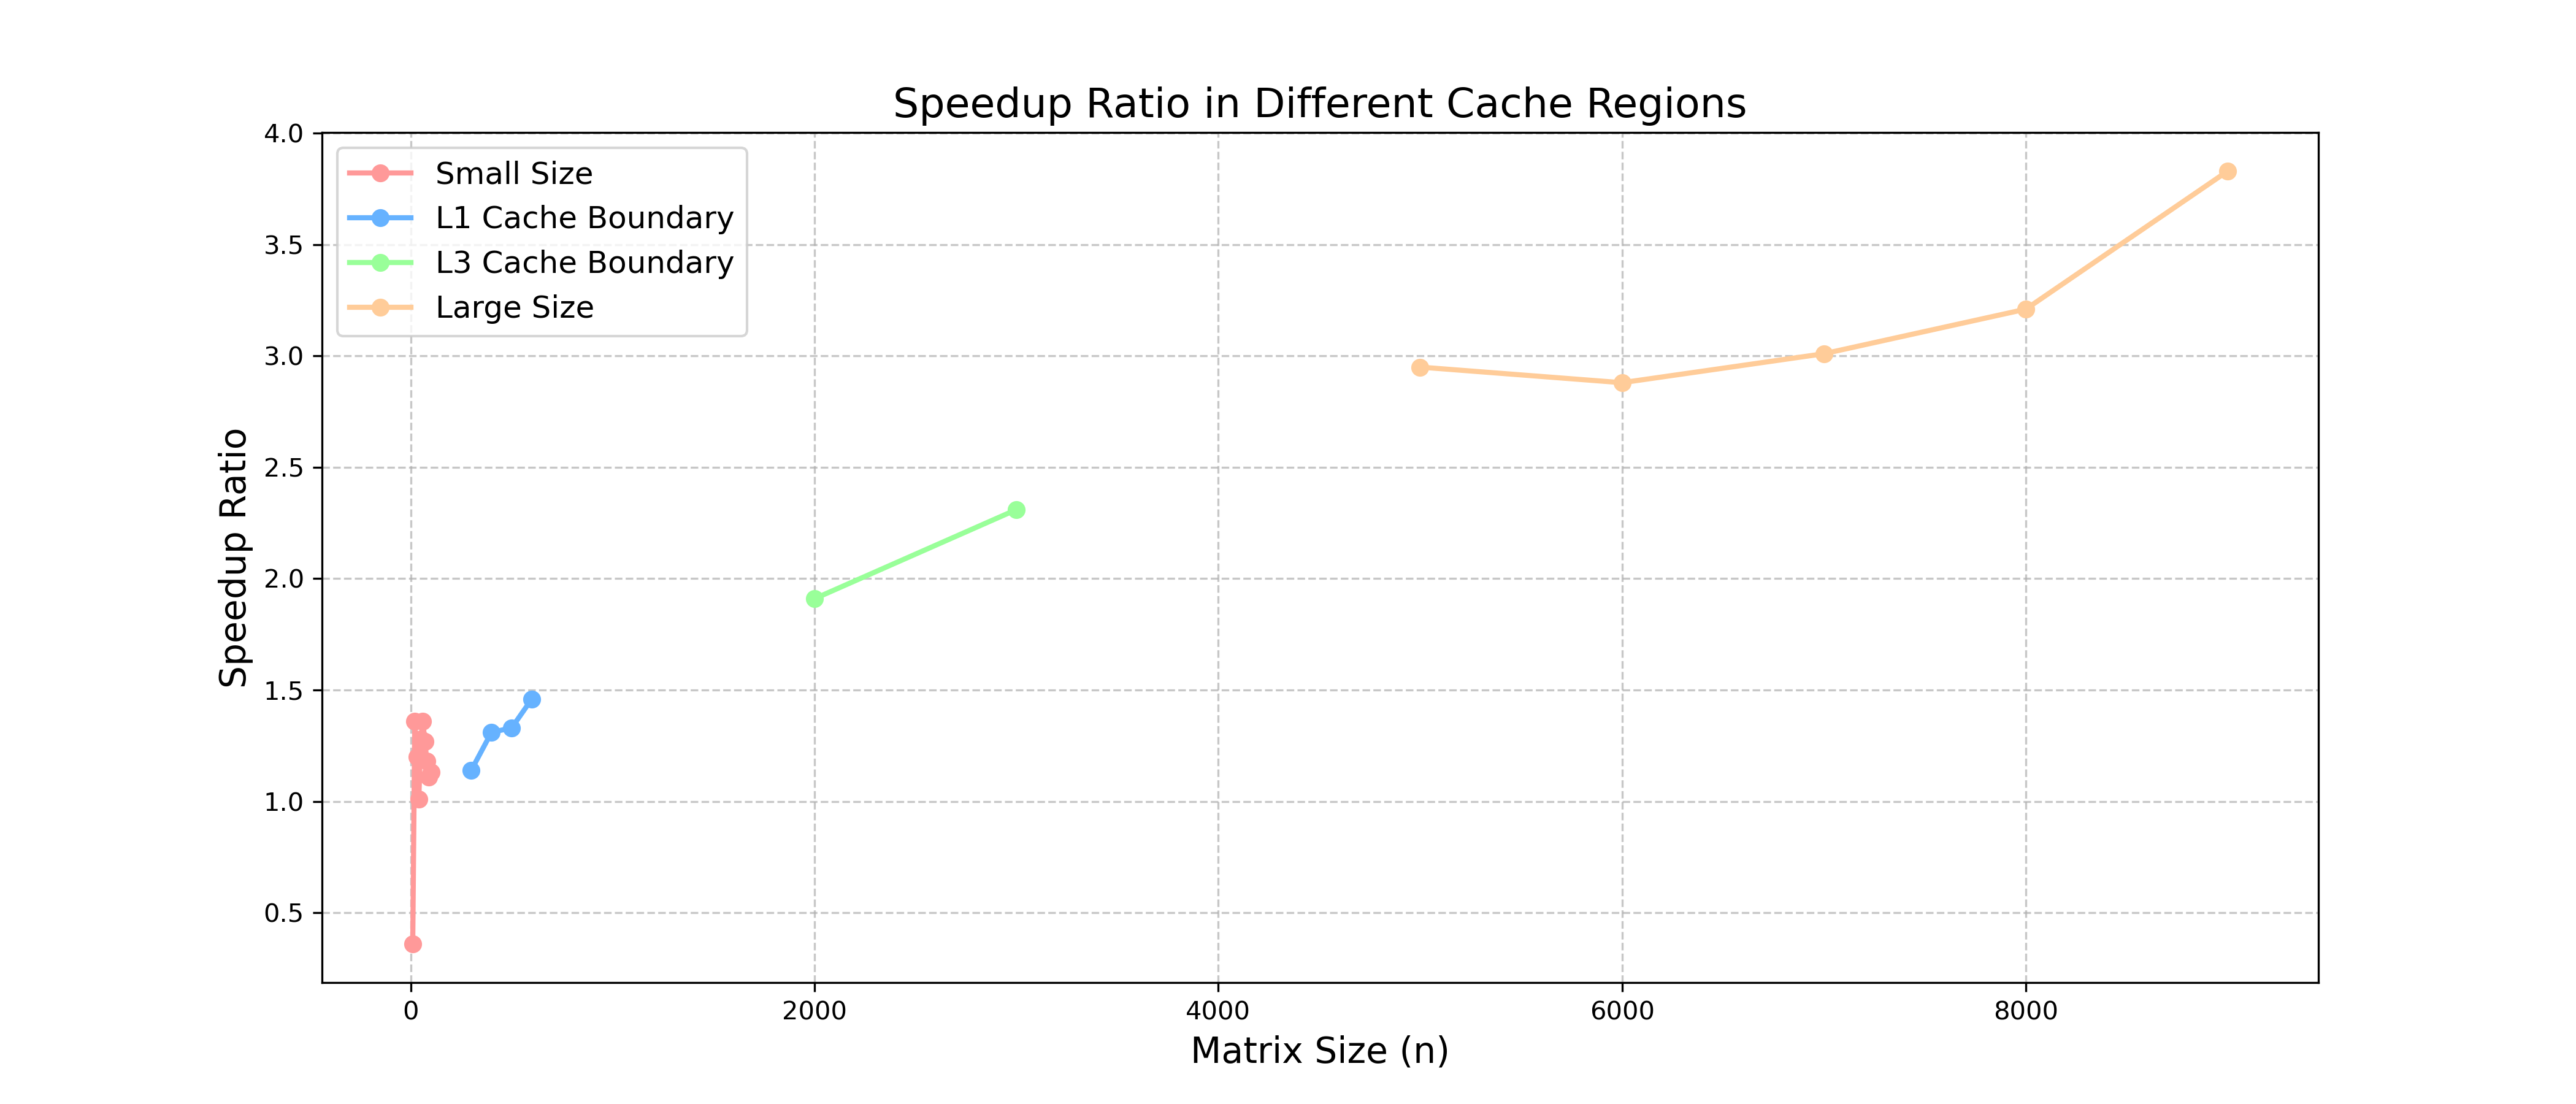 Speedup Ratio in Different Cache Regions
4.0
3.5
3.0
2.5
2.0
1.5
1.0
0.5
Speedup Ratio
Small Size
L1 Cache Boundary
L3 Cache Boundary
Large Size
0 2000 4000 6000 8000
Matrix Size (n)